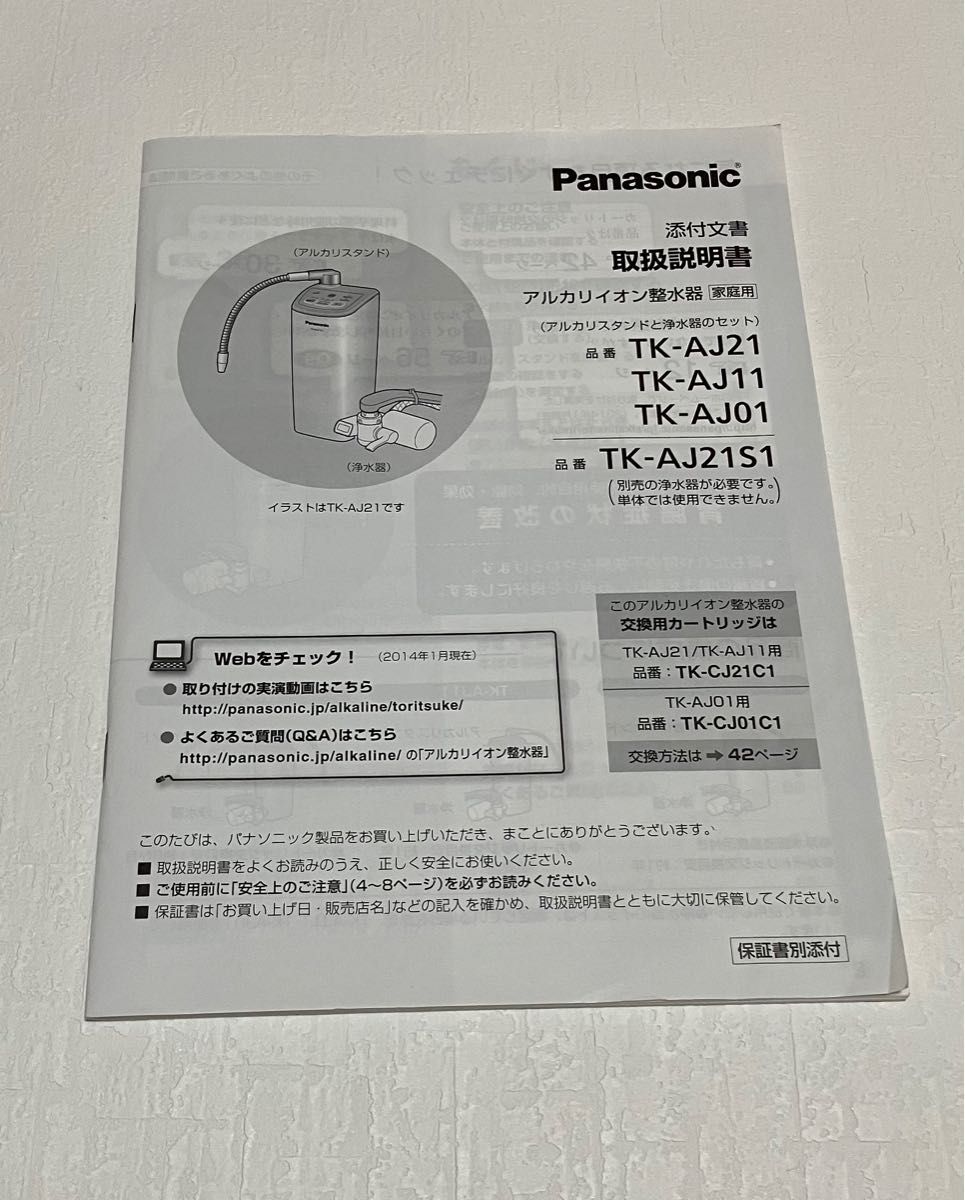 Panasonic®
添付文書
取扱説明書
アルカリイオン整水器 家庭用
(アルカリスタンドと浄水器のセット)
品番 TK-AJ21
TK-AJ11
TK-AJ01
品番 TK-AJ21S1
(別売の浄水器が必要です。
単体では使用できません。)
(アルカリスタンド)
Panasonic
(浄水器)
イラストはTK-AJ21です
このアルカリイオン整水器の
交換用カートリッジは
TK-AJ21/TK-AJ11用
品番:TK-CJ21C1
TK-AJ01用
品番:TK-CJ01C1
交換方法は➡42ページ
Webをチェック! (2014年1月現在)
● 取り付けの実演動画はこちら
http://panasonic.jp/alkaline/toritsuke/
● よくあるご質問(Q&A)はこちら
http://panasonic.jp/alkaline/ の「アルカリイオン整水器」
このたびは、パナソニック製品をお買い上げいただき、まことにありがとうございます。
■ 取扱説明書をよくお読みのうえ、正しく安全にお使いください。
■ ご使用前に「安全上のご注意」(4~8ページ)を必ずお読みください。
■ 保証書は「お買い上げ日・販売店名」などの記入を確かめ、取扱説明書とともに大切に保管してください。
保証書別添付